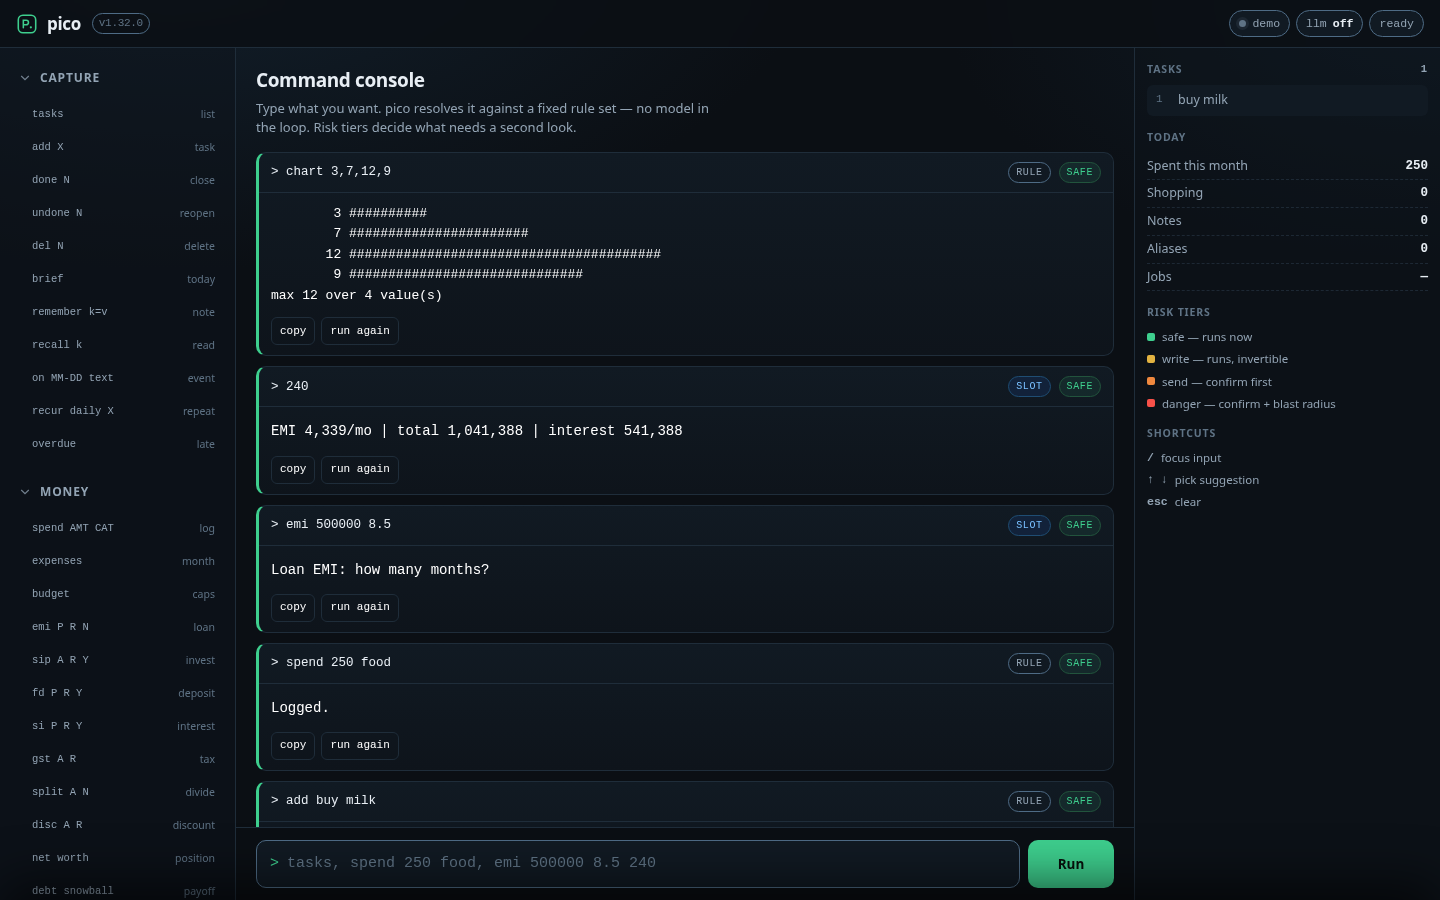 pico v1.32.0
demo
llm off
ready
CAPTURE
tasks list
add X task
done N close
undone N reopen
del N delete
brief today
remember k=v note
recall k read
on MM-DD text event
recur daily X repeat
overdue late
MONEY
spend AMT CAT log
expenses month
budget caps
emi P R N loan
sip A R Y invest
fd P R Y deposit
si P R Y interest
gst A R tax
split A N divide
disc A R discount
net worth position
debt snowball payoff
Command console
Type what you want. pico resolves it against a fixed rule set — no model in
the loop. Risk tiers decide what needs a second look.
> chart 3,7,12,9 RULE SAFE
3 ##########
7 #######################
12 ########################################
9 ##############################
max 12 over 4 value(s)
copy run again
> 240 SLOT SAFE
EMI 4,339/mo | total 1,041,388 | interest 541,388
copy run again
> emi 500000 8.5 SLOT SAFE
Loan EMI: how many months?
copy run again
> spend 250 food RULE SAFE
Logged.
copy run again
> add buy milk RULE SAFE
> tasks, spend 250 food, emi 500000 8.5 240
Run
TASKS 1
1 buy milk
TODAY
Spent this month 250
Shopping 0
Notes 0
Aliases 0
Jobs —
RISK TIERS
safe — runs now
write — runs, invertible
send — confirm first
danger — confirm + blast radius
SHORTCUTS
/ focus input
↑ ↓ pick suggestion
esc clear